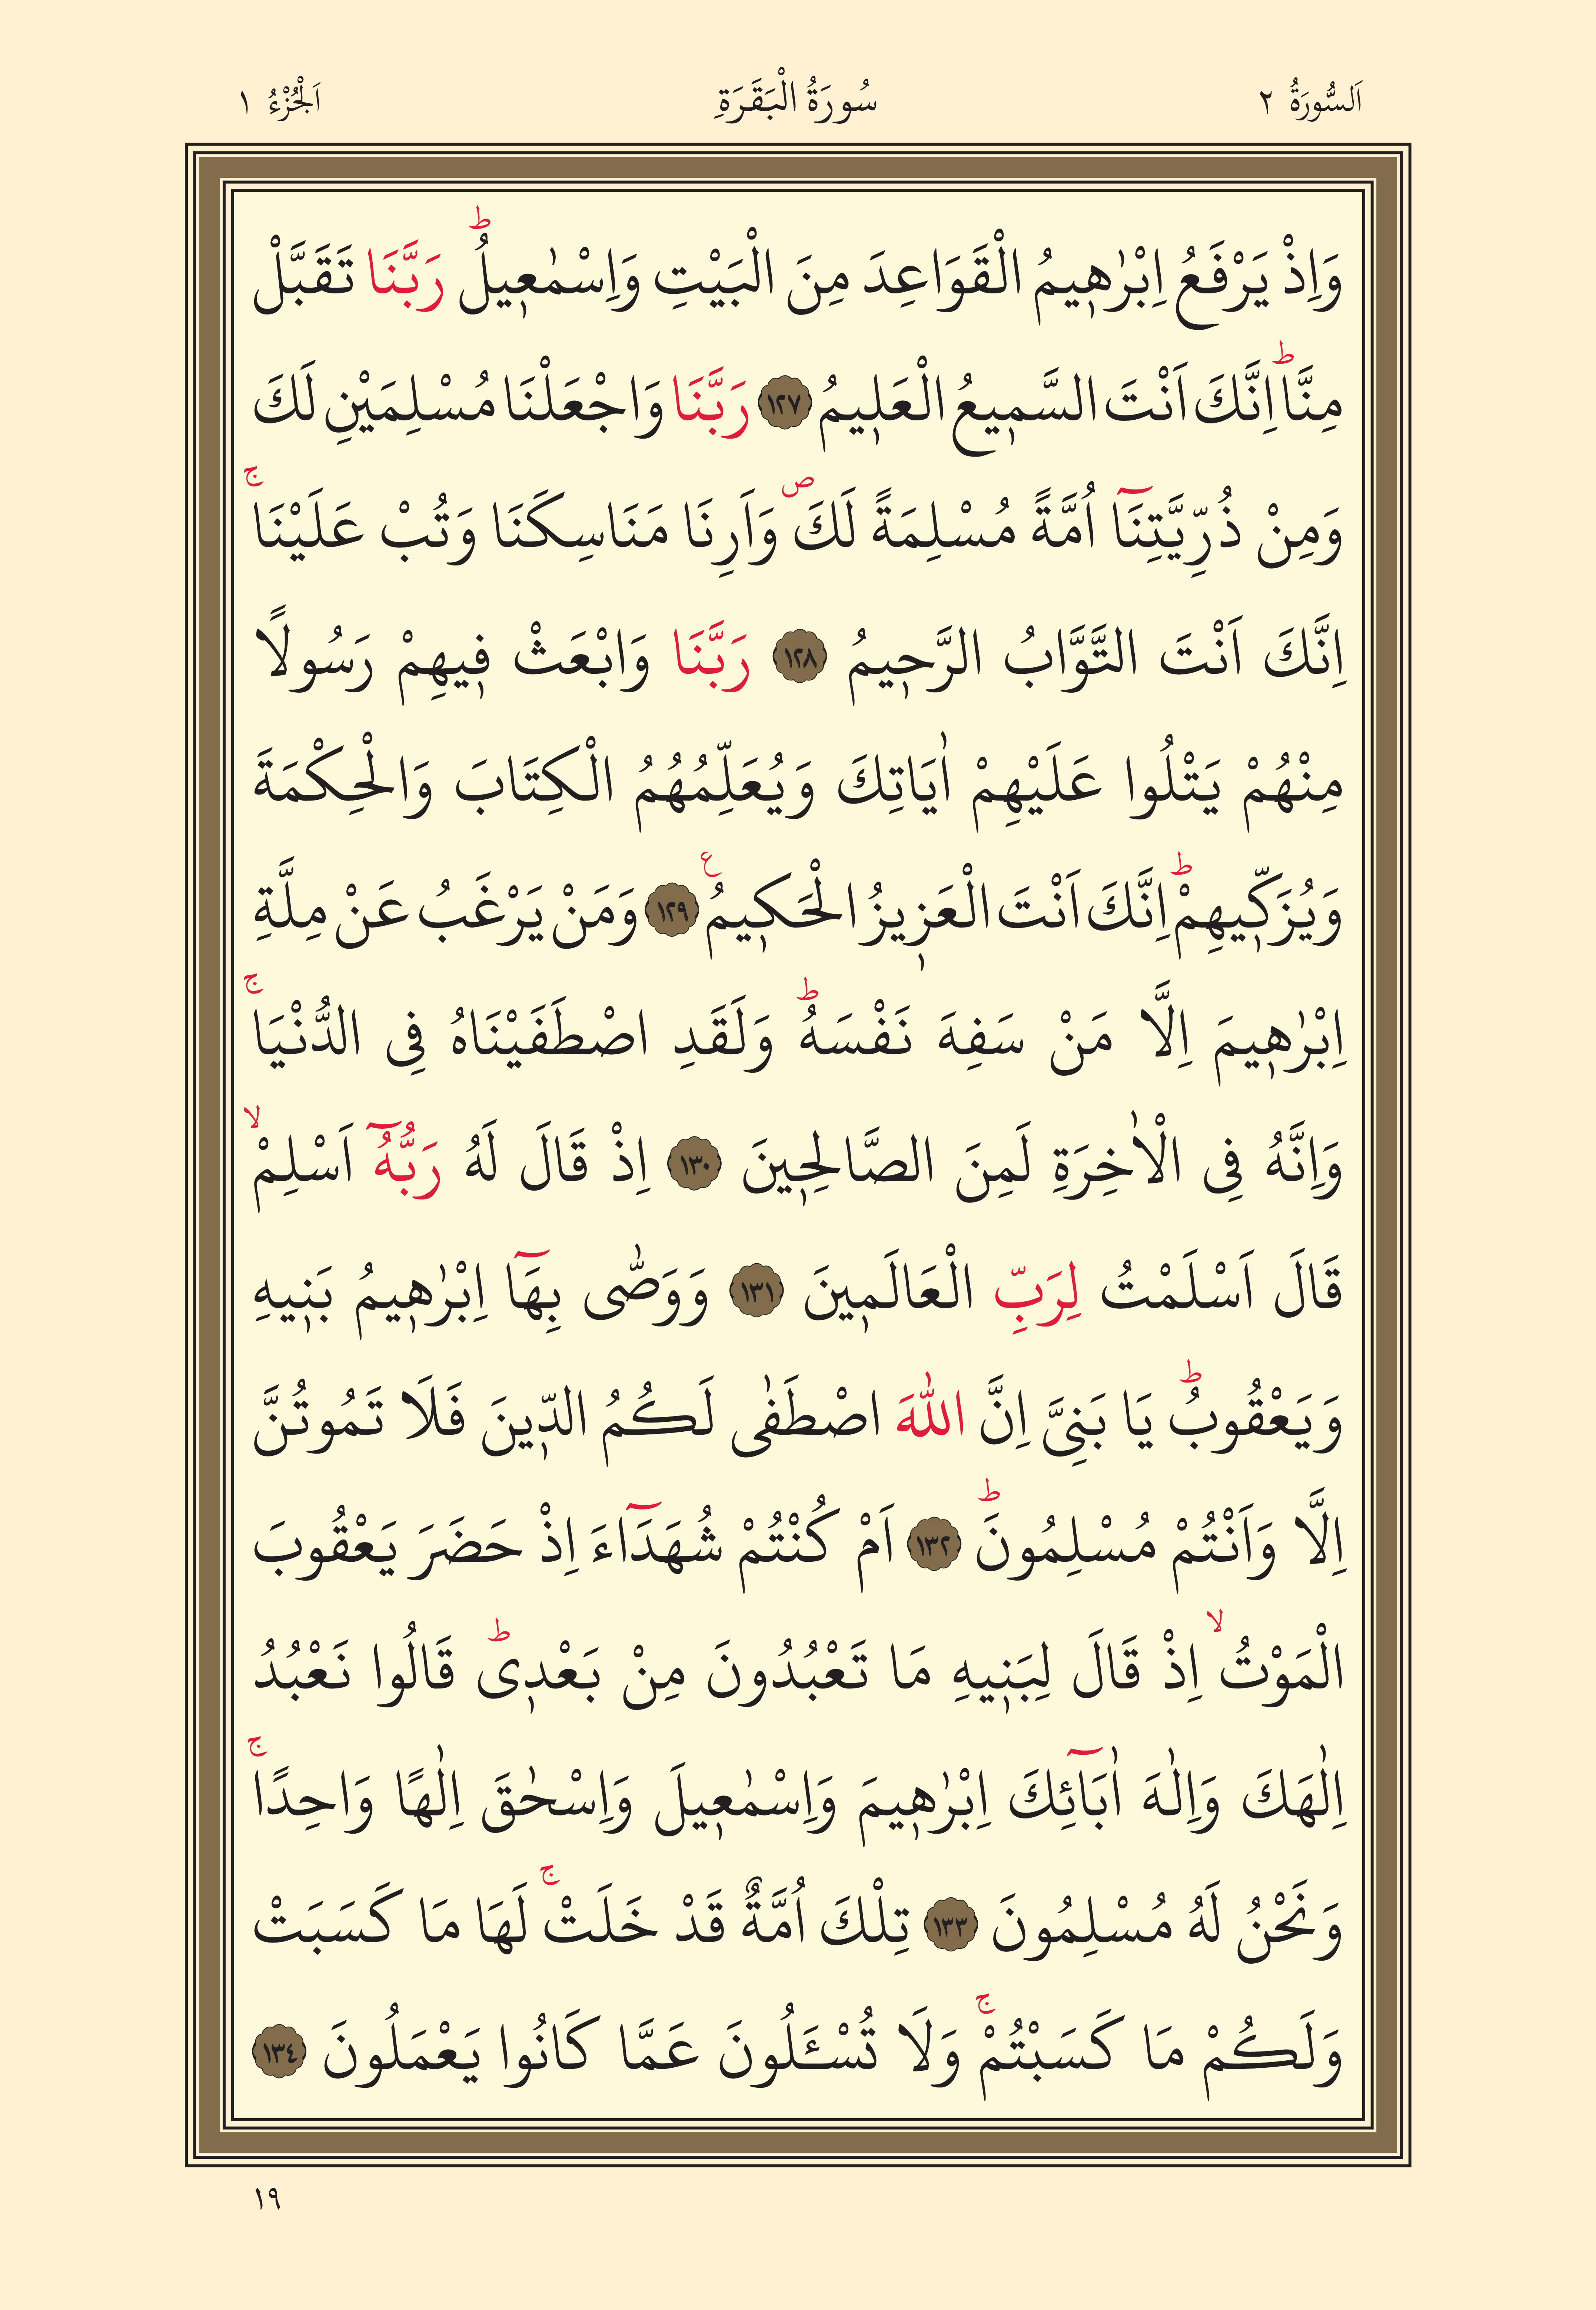 اَلسُّورَةُ ٢ سُورَةُ الْبَقَرَةِ اَلْجُزْءُ ١
وَاِذْ يَرْفَعُ اِبْرٰهٖيمُ الْقَوَاعِدَ مِنَ الْبَيْتِ وَاِسْمٰعٖيلُؕ رَبَّنَا تَقَبَّلْ
مِنَّاؕ اِنَّكَ اَنْتَ السَّمٖيعُ الْعَلٖيمُ ١٢٧ رَبَّنَا وَاجْعَلْنَا مُسْلِمَيْنِ لَكَ
وَمِنْ ذُرِّيَّتِنَٓا اُمَّةً مُسْلِمَةً لَكَࣕ وَاَرِنَا مَنَاسِكَنَا وَتُبْ عَلَيْنَاۚ
اِنَّكَ اَنْتَ التَّوَّابُ الرَّحٖيمُ ١٢٨ رَبَّنَا وَابْعَثْ فٖيهِمْ رَسُولًا
مِنْهُمْ يَتْلُوا عَلَيْهِمْ اٰيَاتِكَ وَيُعَلِّمُهُمُ الْكِتَابَ وَالْحِكْمَةَ
وَيُزَكّٖيهِمْؕ اِنَّكَ اَنْتَ الْعَزٖيزُ الْحَكٖيمُࣖ ١٢٩ وَمَنْ يَرْغَبُ عَنْ مِلَّةِ
اِبْرٰهٖيمَ اِلَّا مَنْ سَفِهَ نَفْسَهُؕ وَلَقَدِ اصْطَفَيْنَاهُ فِى الدُّنْيَاۚ
وَاِنَّهُ فِى الْاٰخِرَةِ لَمِنَ الصَّالِحٖينَ ١٣٠ اِذْ قَالَ لَهُ رَبُّهُٓ اَسْلِمْۙ
قَالَ اَسْلَمْتُ لِرَبِّ الْعَالَمٖينَ ١٣١ وَوَصّٰى بِهَٓا اِبْرٰهٖيمُ بَنٖيهِ
وَيَعْقُوبُؕ يَا بَنِىَّ اِنَّ اللّٰهَ اصْطَفٰى لَكُمُ الدّٖينَ فَلَا تَمُوتُنَّ
اِلَّا وَاَنْتُمْ مُسْلِمُونَؕ ١٣٢ اَمْ كُنْتُمْ شُهَدَٓاءَ اِذْ حَضَرَ يَعْقُوبَ
الْمَوْتُۙ اِذْ قَالَ لِبَنٖيهِ مَا تَعْبُدُونَ مِنْ بَعْدٖىؕ قَالُوا نَعْبُدُ
اِلٰهَكَ وَاِلٰهَ اٰبَٓائِكَ اِبْرٰهٖيمَ وَاِسْمٰعٖيلَ وَاِسْحٰقَ اِلٰهًا وَاحِدًاۚ
وَنَحْنُ لَهُ مُسْلِمُونَ ١٣٣ تِلْكَ اُمَّةٌ قَدْ خَلَتْۚ لَهَا مَا كَسَبَتْ
وَلَكُمْ مَا كَسَبْتُمْۚ وَلَا تُسْـَٔلُونَ عَمَّا كَانُوا يَعْمَلُونَ ١٣٤
١٩